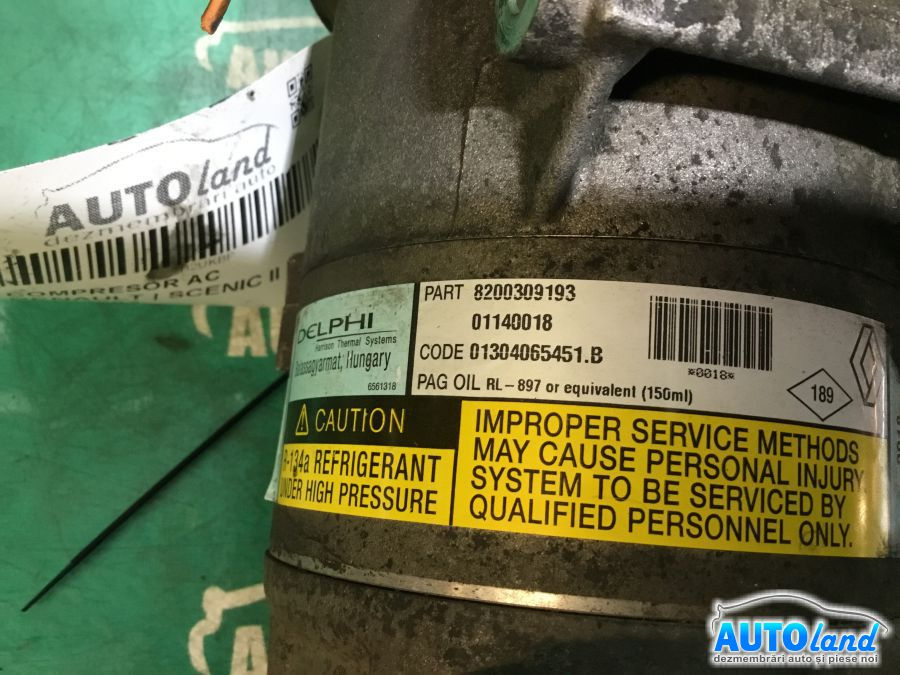 AUTOland
dezmembrari auto
COMPRESOR AC
RENAULT / SCENIC II
DELPHI
Harrison Thermal Systems
Balassagyarmat, Hungary
6561318
PART 8200309193
01140018
CODE 01304065451.B
PAG OIL RL-897 or equivalent (150ml)
*0018*
189
CAUTION
R-134a REFRIGERANT
UNDER HIGH PRESSURE
IMPROPER SERVICE METHODS
MAY CAUSE PERSONAL INJURY
SYSTEM TO BE SERVICED BY
QUALIFIED PERSONNEL ONLY.
AUTOland
dezmembrări auto și piese noi